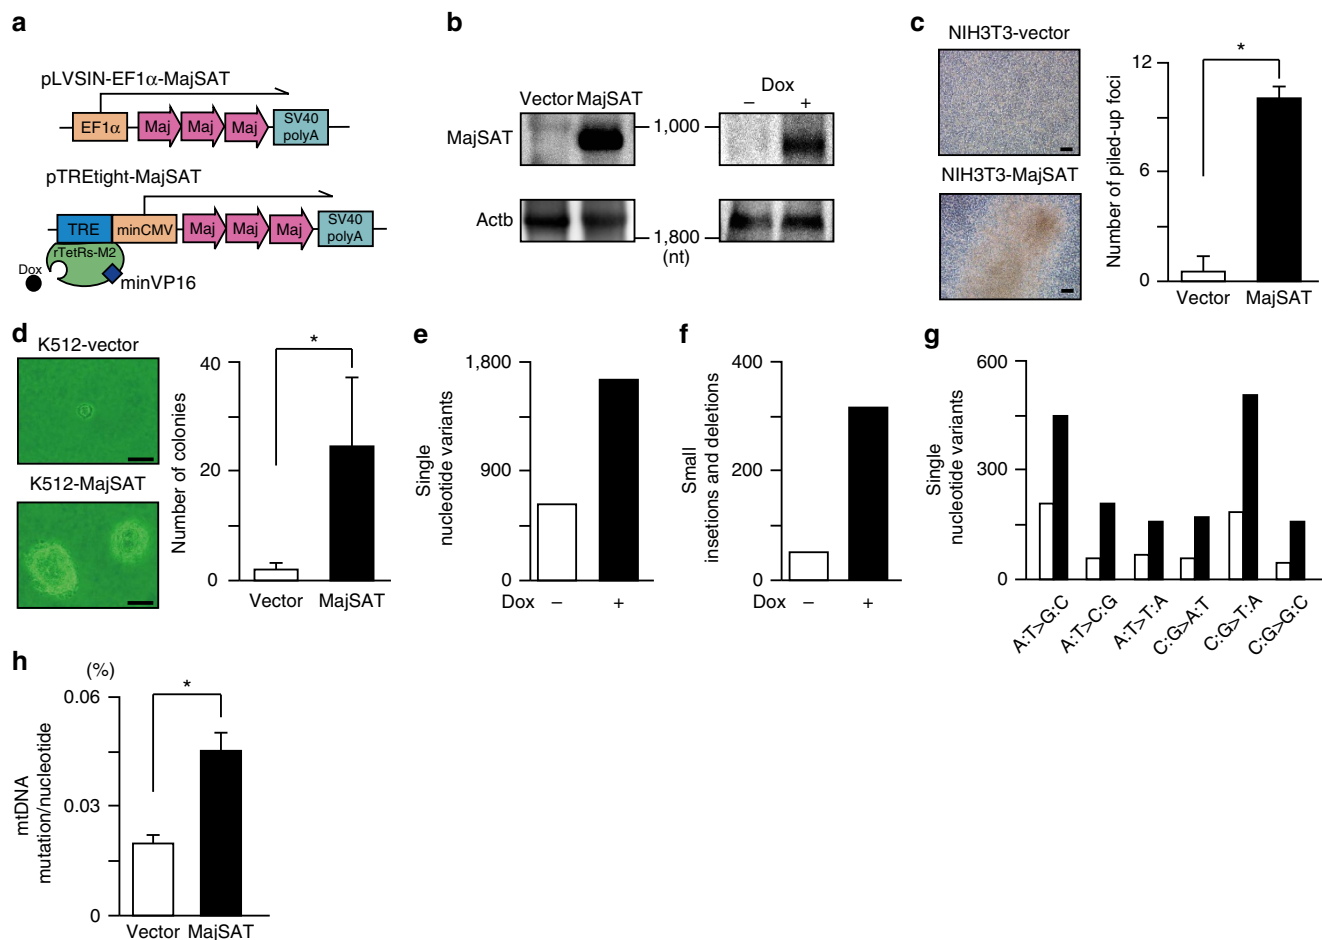 a
pLVSIN-EF1α-MajSAT
EF1α
Maj
Maj
Maj
SV40
polyA
pTREtight-MajSAT
TRE
minCMV
Maj
Maj
Maj
SV40
polyA
rTetRs-M2
Dox
minVP16
b
Vector MajSAT
Dox
– +
MajSAT
1,000
Actb
1,800
(nt)
c
NIH3T3-vector
NIH3T3-MajSAT
Number of piled-up foci
12
6
0
*
Vector MajSAT
d
K512-vector
K512-MajSAT
Number of colonies
40
20
0
*
Vector MajSAT
e
Single
nucleotide variants
1,800
900
0
Dox – +
f
Small
insetions and deletions
400
200
0
Dox – +
g
Single
nucleotide variants
600
300
0
A:T>G:C
A:T>C:G
A:T>T:A
C:G>A:T
C:G>T:A
C:G>G:C
h
(%)
mtDNA
mutation/nucleotide
0.06
0.03
0
*
Vector MajSAT